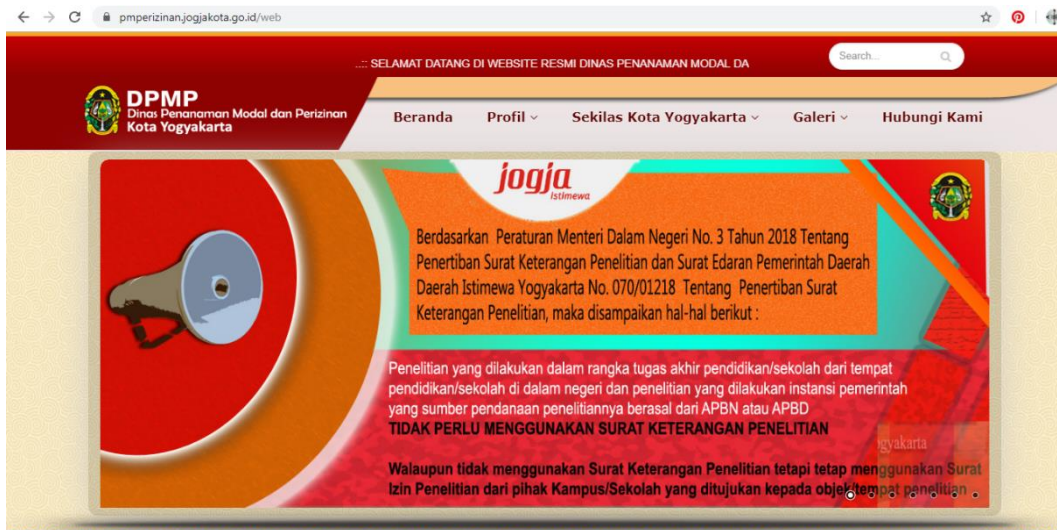 pmperizinan.jogjakota.go.id/web
..:: SELAMAT DATANG DI WEBSITE RESMI DINAS PENANAMAN MODAL DA
Search...
DPMP
Dinas Penanaman Modal dan Perizinan
Kota Yogyakarta
Beranda Profil Sekilas Kota Yogyakarta Galeri Hubungi Kami
jogja
istimewa
Berdasarkan Peraturan Menteri Dalam Negeri No. 3 Tahun 2018 Tentang
Penertiban Surat Keterangan Penelitian dan Surat Edaran Pemerintah Daerah
Daerah Istimewa Yogyakarta No. 070/01218 Tentang Penertiban Surat
Keterangan Penelitian, maka disampaikan hal-hal berikut :
Penelitian yang dilakukan dalam rangka tugas akhir pendidikan/sekolah dari tempat
pendidikan/sekolah di dalam negeri dan penelitian yang dilakukan instansi pemerintah
yang sumber pendanaan penelitiannya berasal dari APBN atau APBD
TIDAK PERLU MENGGUNAKAN SURAT KETERANGAN PENELITIAN
Walaupun tidak menggunakan Surat Keterangan Penelitian tetapi tetap menggunakan Surat
Izin Penelitian dari pihak Kampus/Sekolah yang ditujukan kepada objek/tempat penelitian